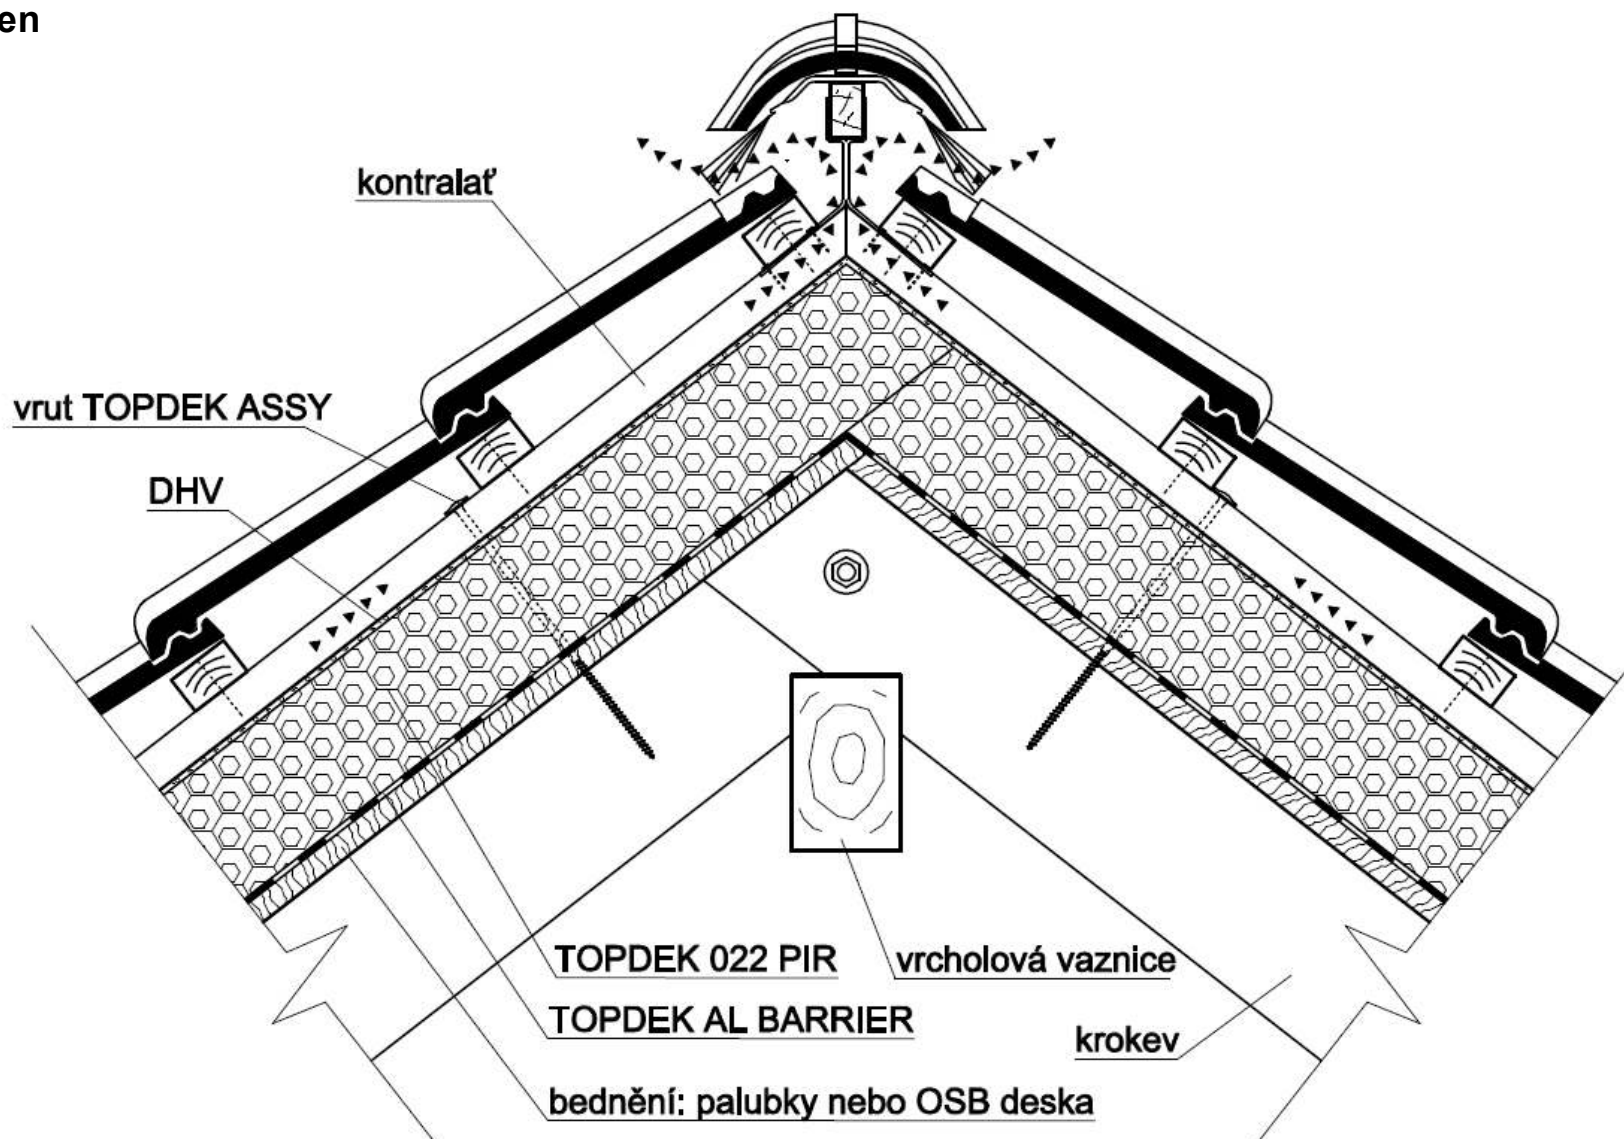 en
kontralať
vrut TOPDEK ASSY
DHV
TOPDEK 022 PIR
vrcholová vaznice
TOPDEK AL BARRIER
krokev
bednění: palubky nebo OSB deska